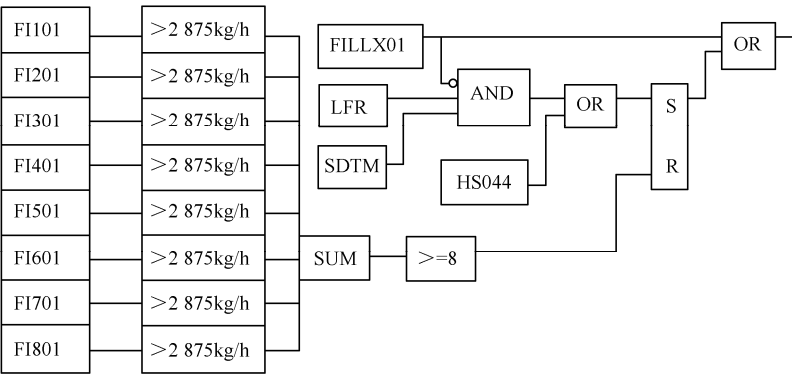 FI101 >2 875kg/h
FI201 >2 875kg/h
FI301 >2 875kg/h
FI401 >2 875kg/h
FI501 >2 875kg/h
FI601 >2 875kg/h
FI701 >2 875kg/h
FI801 >2 875kg/h
SUM
>=8
FILLX01
LFR
SDTM
AND
HS044
OR
S
R
OR